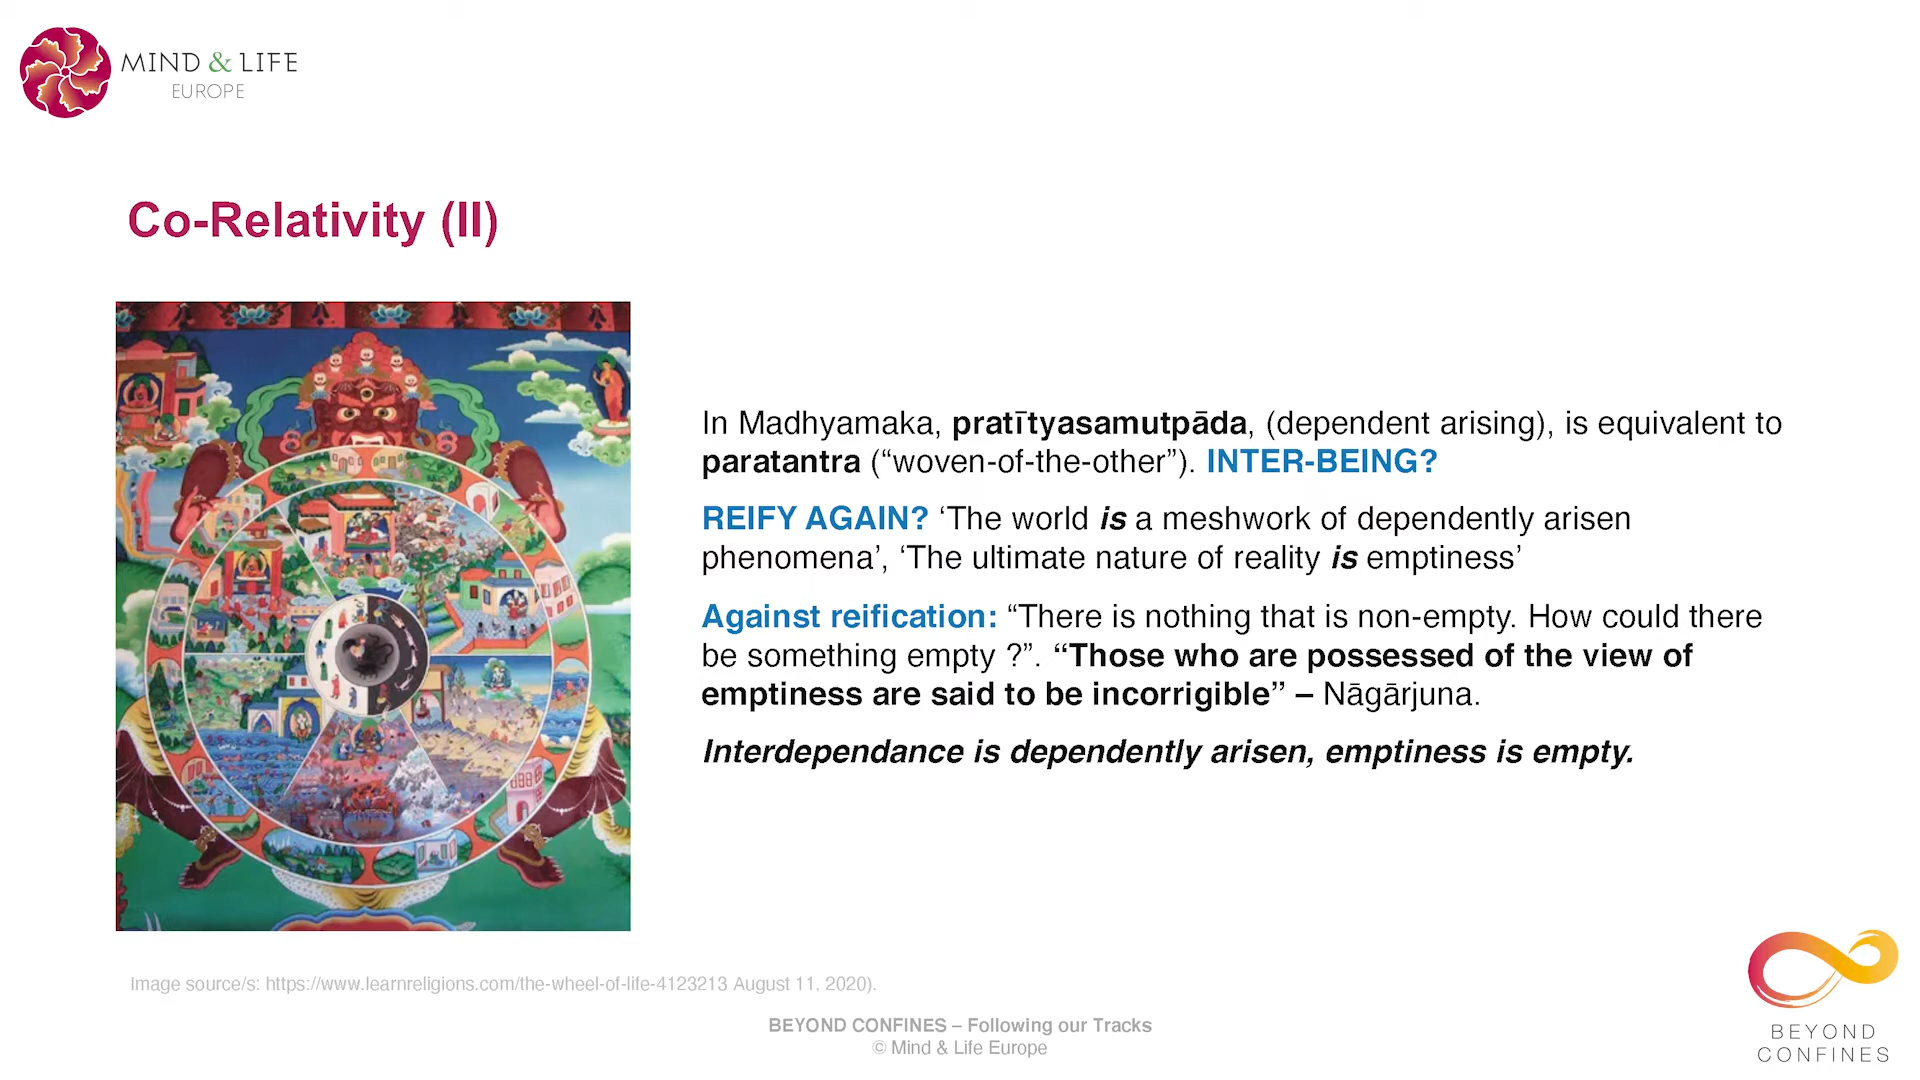 MIND & LIFE
EUROPE
Co-Relativity (II)
In Madhyamaka, pratītyasamutpāda, (dependent arising), is equivalent to
paratantra (“woven-of-the-other”). INTER-BEING?
REIFY AGAIN? ‘The world is a meshwork of dependently arisen
phenomena’, ‘The ultimate nature of reality is emptiness’
Against reification: “There is nothing that is non-empty. How could there
be something empty ?”. “Those who are possessed of the view of
emptiness are said to be incorrigible” – Nāgārjuna.
Interdependance is dependently arisen, emptiness is empty.
Image source/s: https://www.learnreligions.com/the-wheel-of-life-4123213 August 11, 2020).
BEYOND CONFINES – Following our Tracks
© Mind & Life Europe
BEYOND
CONFINES